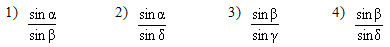 1) sin α / sin β 2) sin α / sin δ 3) sin β / sin γ 4) sin β / sin δ